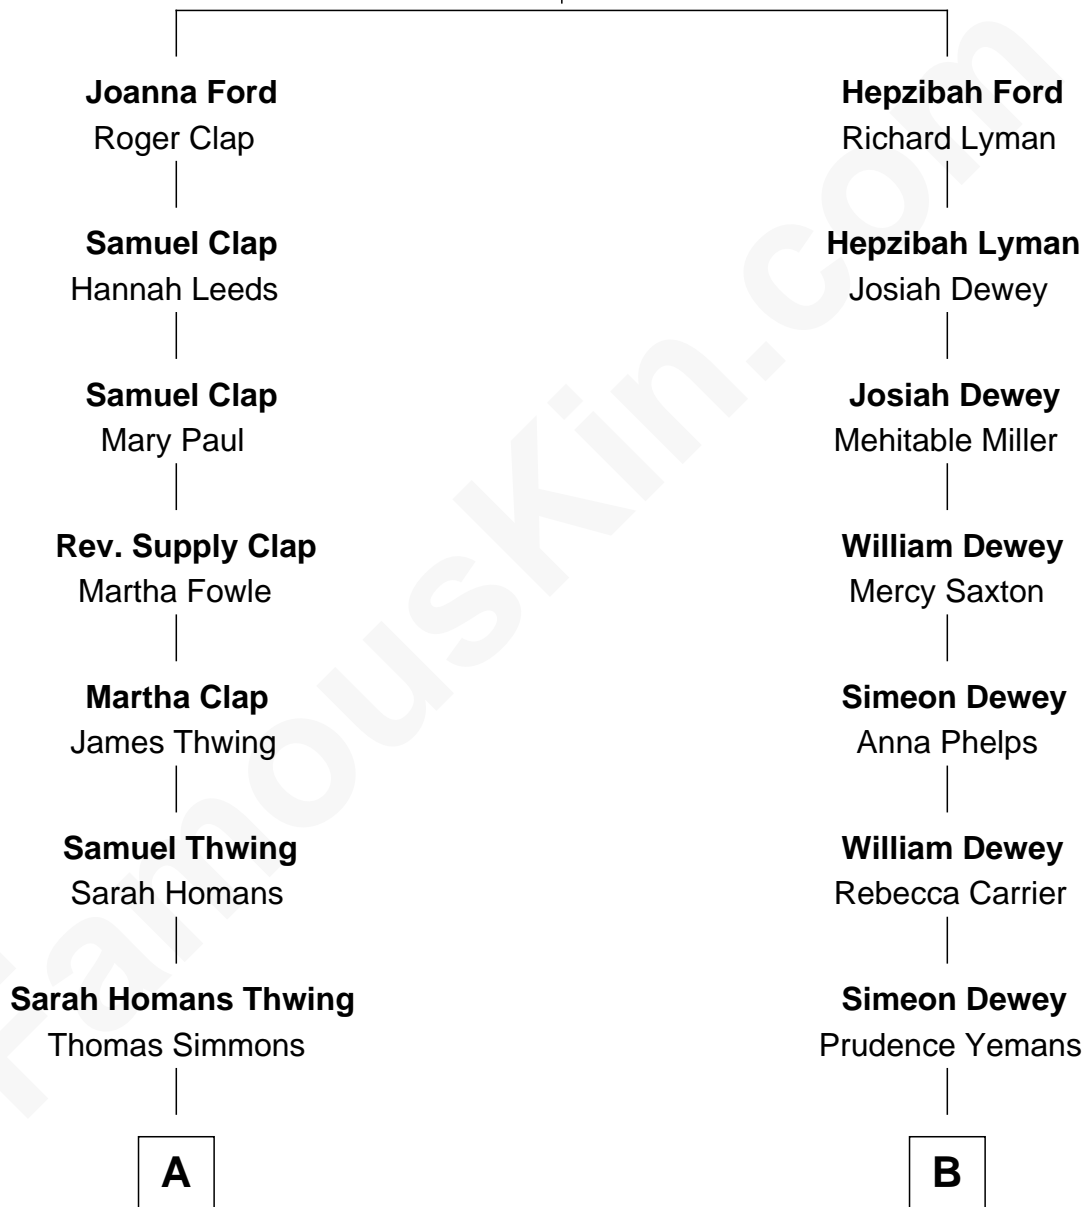 Joanna Ford
Roger Clap
Hepzibah Ford
Richard Lyman
Samuel Clap
Hannah Leeds
Hepzibah Lyman
Josiah Dewey
Samuel Clap
Mary Paul
Josiah Dewey
Mehitable Miller
Rev. Supply Clap
Martha Fowle
William Dewey
Mercy Saxton
Martha Clap
James Thwing
Simeon Dewey
Anna Phelps
Samuel Thwing
Sarah Homans
William Dewey
Rebecca Carrier
Sarah Homans Thwing
Thomas Simmons
Simeon Dewey
Prudence Yemans
A
B
FamousKin.com